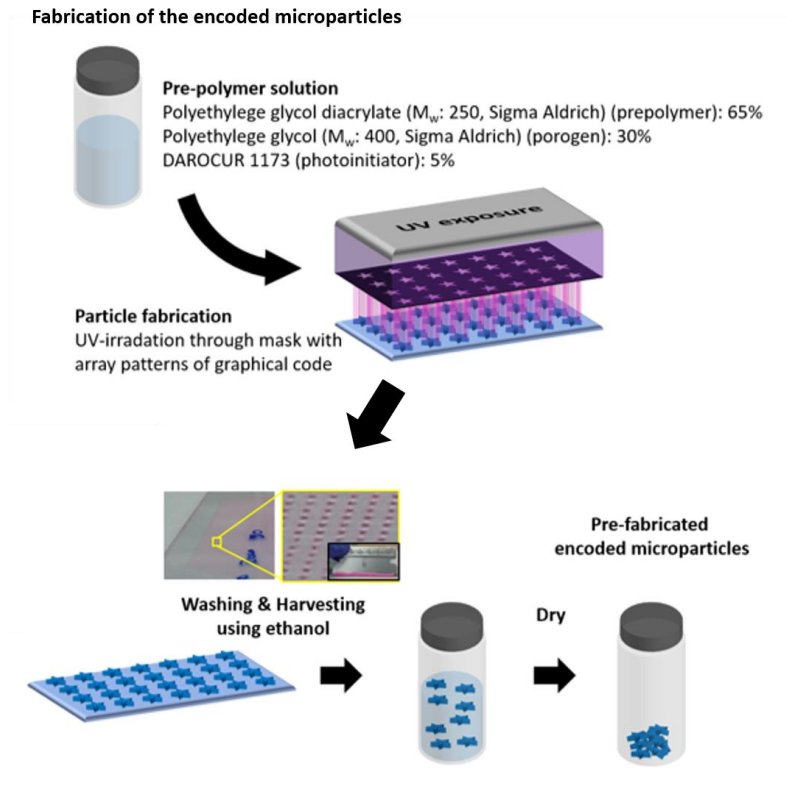 Fabrication of the encoded microparticles
Pre-polymer solution
Polyethylege glycol diacrylate (Mw: 250, Sigma Aldrich) (prepolymer): 65%
Polyethylege glycol (Mw: 400, Sigma Aldrich) (porogen): 30%
DAROCUR 1173 (photoinitiator): 5%
UV exposure
Particle fabrication
UV-irradiation through mask with
array patterns of graphical code
Pre-fabricated
encoded microparticles
Washing & Harvesting
using ethanol
Dry